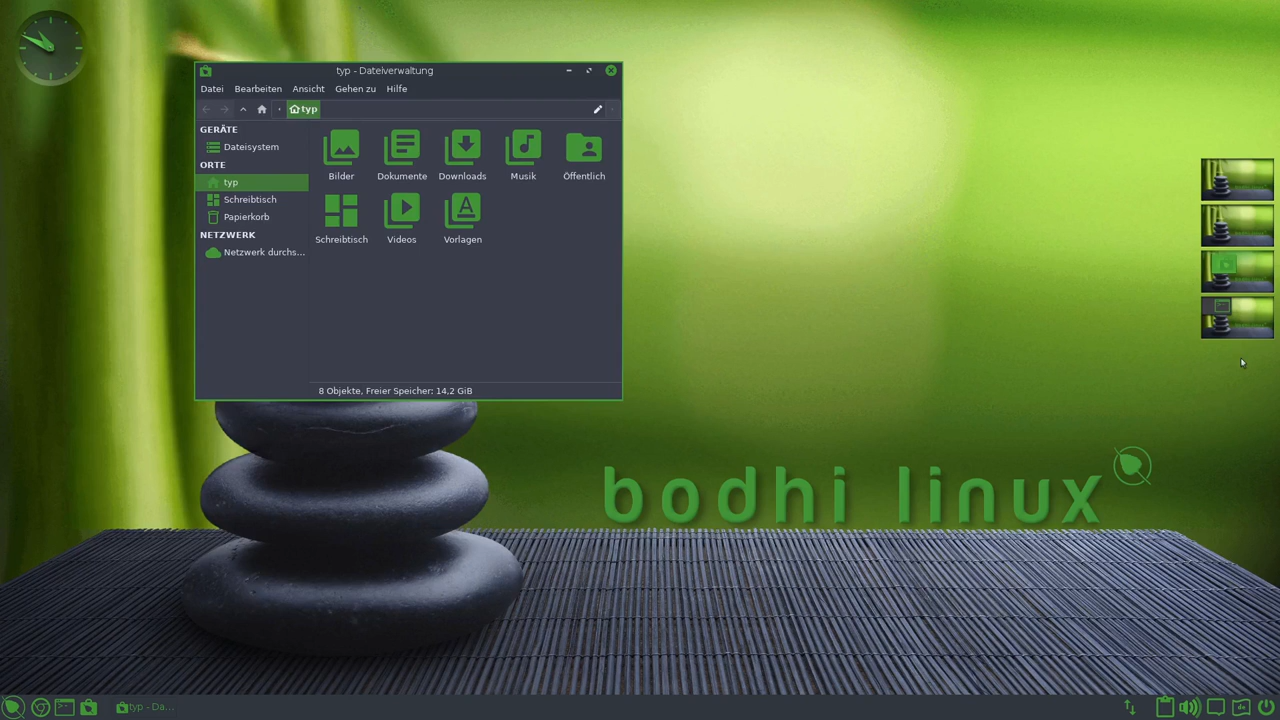 typ - Dateiverwaltung
Datei Bearbeiten Ansicht Gehen zu Hilfe
typ
GERÄTE
Dateisystem
ORTE
typ
Schreibtisch
Papierkorb
NETZWERK
Netzwerk durchs...
Bilder Dokumente Downloads Musik Öffentlich
Schreibtisch Videos Vorlagen
8 Objekte, Freier Speicher: 14,2 GiB
bodhi linux
typ - Da...